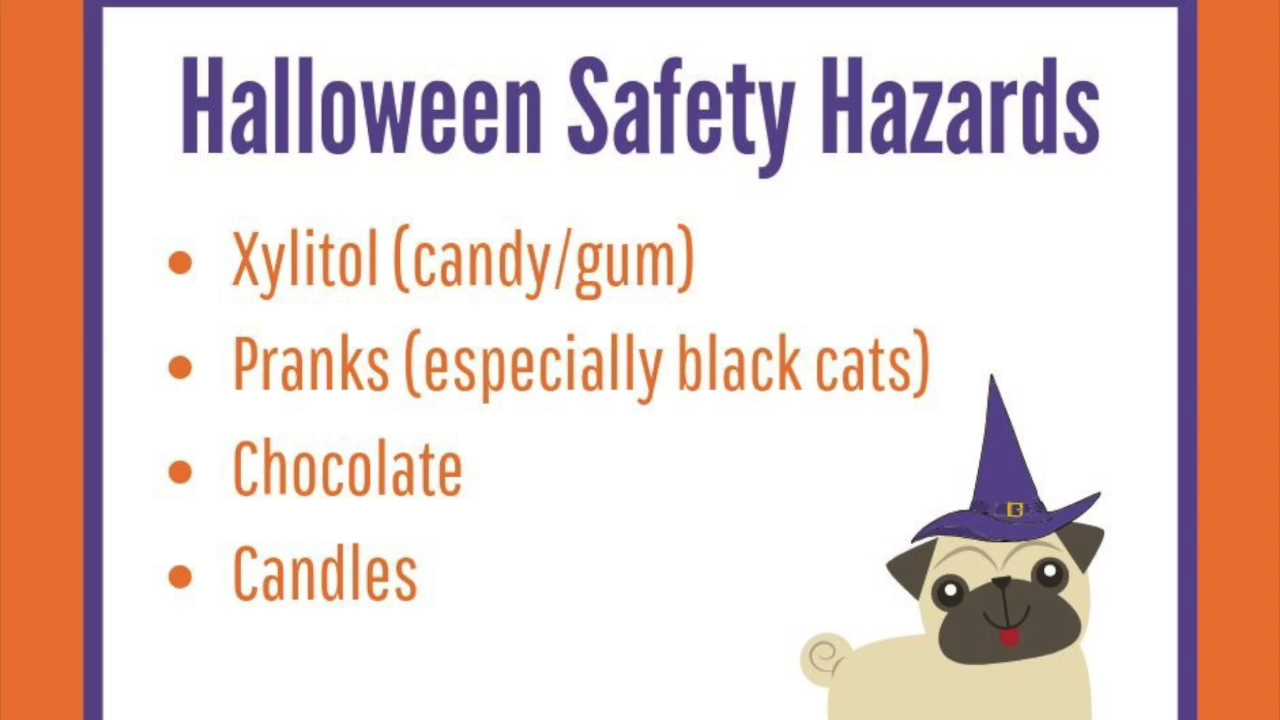 Halloween Safety Hazards
• Xylitol (candy/gum)
• Pranks (especially black cats)
• Chocolate
• Candles